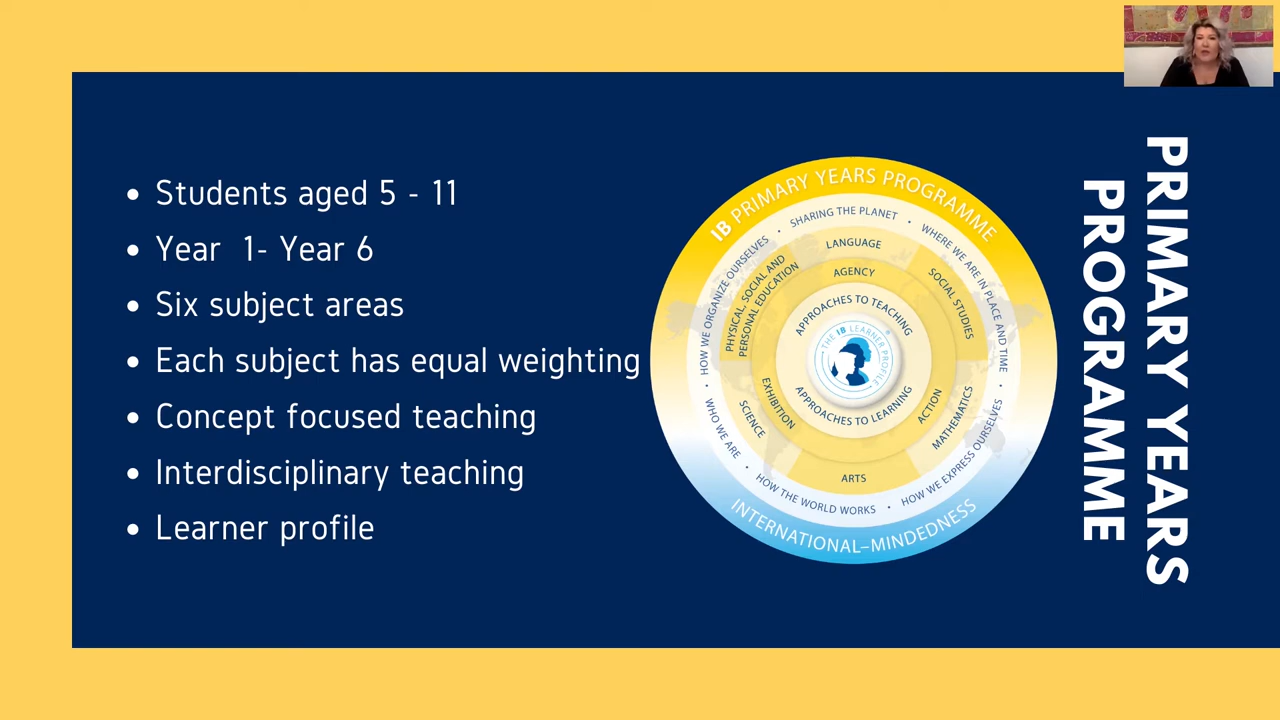 • Students aged 5 - 11
• Year 1- Year 6
• Six subject areas
• Each subject has equal weighting
• Concept focused teaching
• Interdisciplinary teaching
• Learner profile
IB PRIMARY YEARS PROGRAMME
SHARING THE PLANET
WHERE WE ARE IN PLACE AND TIME
HOW WE EXPRESS OURSELVES
HOW THE WORLD WORKS
WHO WE ARE
HOW WE ORGANIZE OURSELVES
LANGUAGE
SOCIAL STUDIES
MATHEMATICS
ARTS
SCIENCE
PHYSICAL, SOCIAL AND
PERSONAL EDUCATION
AGENCY
ACTION
EXHIBITION
APPROACHES TO TEACHING
APPROACHES TO LEARNING
THE IB LEARNER PROFILE
INTERNATIONAL–MINDEDNESS
PRIMARY YEARS
PROGRAMME